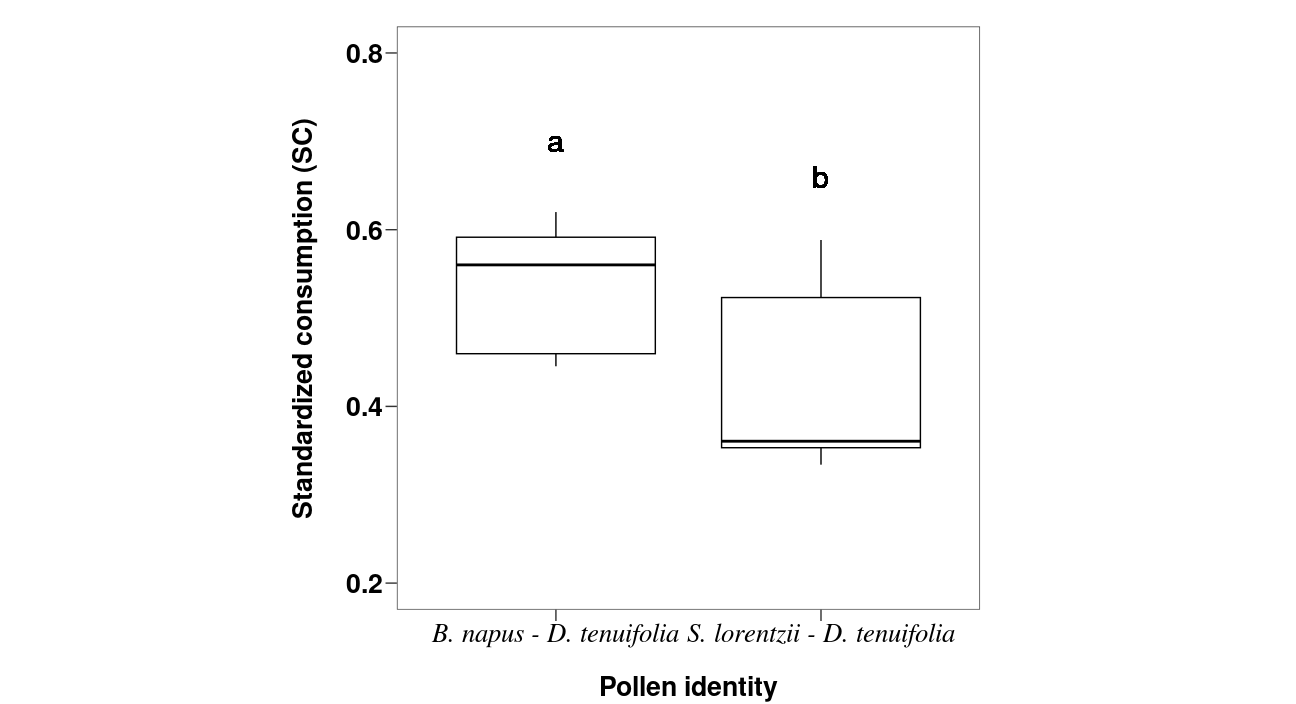 0.8
a
b
0.6
0.4
0.2
Standardized consumption (SC)
B. napus - D. tenuifolia S. lorentzii - D. tenuifolia
Pollen identity